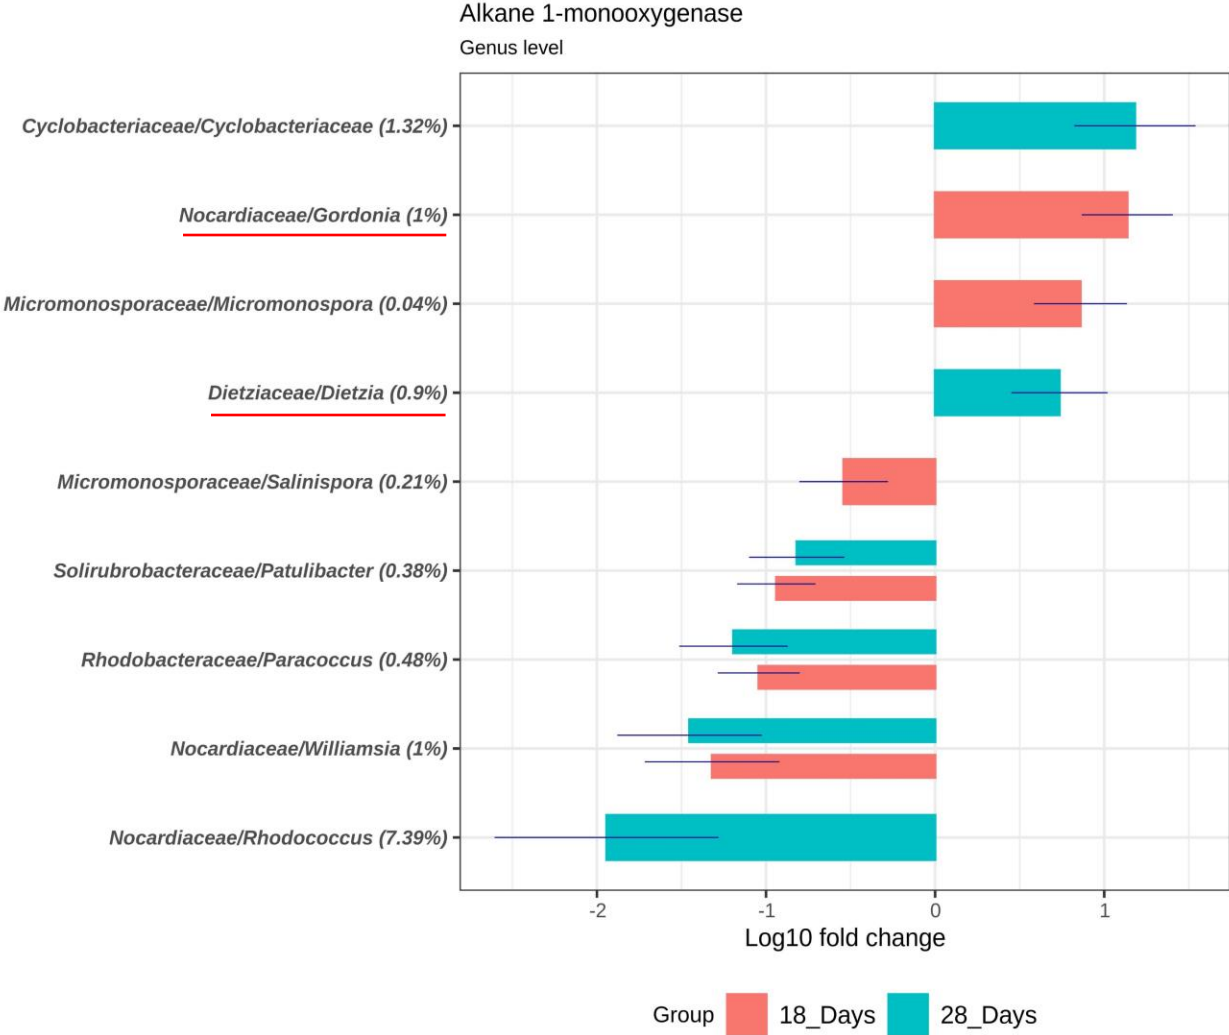 Alkane 1-monooxygenase
Genus level
Cyclobacteriaceae/Cyclobacteriaceae (1.32%)
Nocardiaceae/Gordonia (1%)
Micromonosporaceae/Micromonospora (0.04%)
Dietziaceae/Dietzia (0.9%)
Micromonosporaceae/Salinispora (0.21%)
Solirubrobacteraceae/Patulibacter (0.38%)
Rhodobacteraceae/Paracoccus (0.48%)
Nocardiaceae/Williamsia (1%)
Nocardiaceae/Rhodococcus (7.39%)
-2 -1 0 1
Log10 fold change
Group 18_Days 28_Days